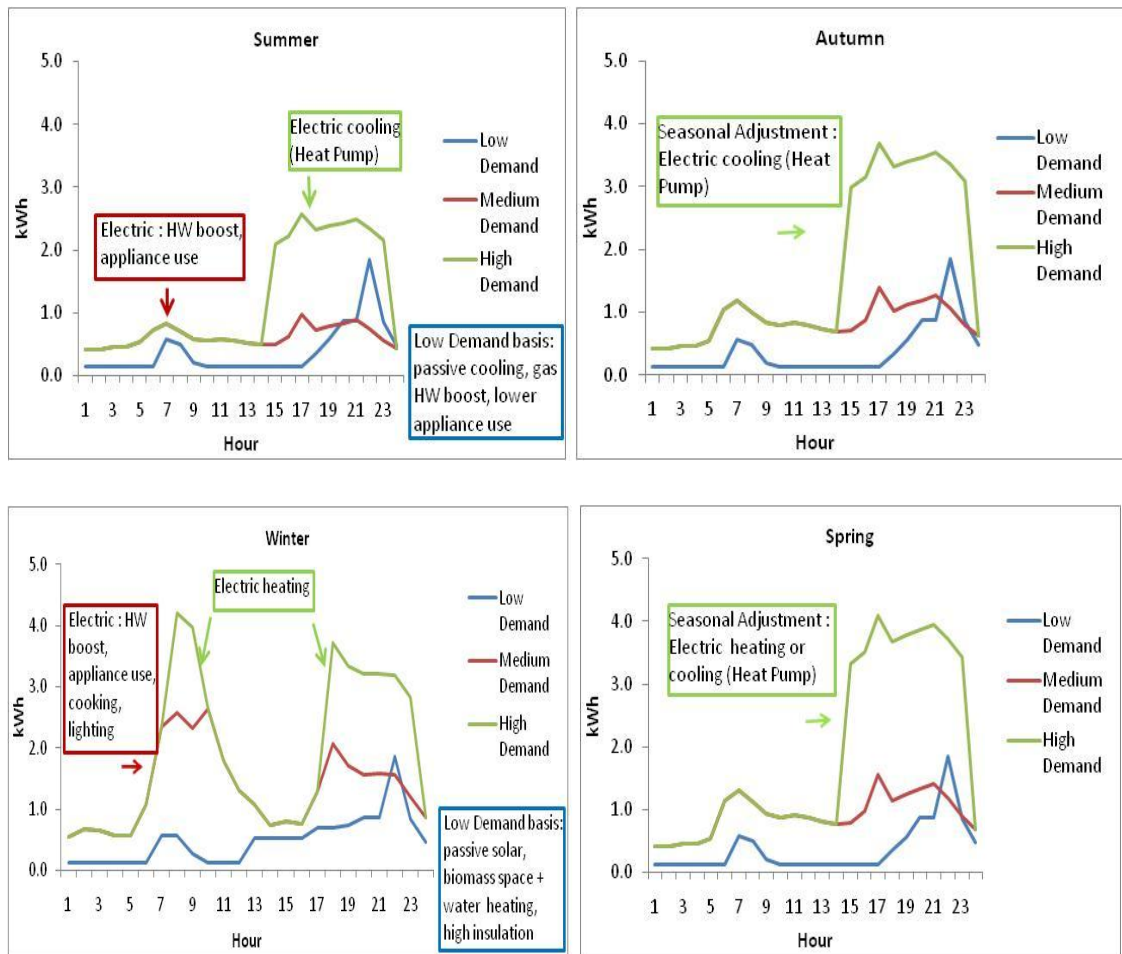 Summer
5.0
4.0
3.0
2.0
1.0
0.0
kWh
1 3 5 7 9 11 13 15 17 19 21 23
Hour
Electric : HW boost,
appliance use
Electric cooling
(Heat Pump)
Low
Demand
Medium
Demand
High
Demand
Low Demand basis:
passive cooling, gas
HW boost, lower
appliance use
Autumn
5.0
4.0
3.0
2.0
1.0
0.0
kWh
1 3 5 7 9 11 13 15 17 19 21 23
Hour
Seasonal Adjustment :
Electric cooling (Heat
Pump)
Low
Demand
Medium
Demand
High
Demand
Winter
5.0
4.0
3.0
2.0
1.0
0.0
kWh
1 3 5 7 9 11 13 15 17 19 21 23
Hour
Electric : HW
boost,
appliance use,
cooking,
lighting
Electric heating
Low
Demand
Medium
Demand
High
Demand
Low Demand basis:
passive solar,
biomass space +
water heating,
high insulation
Spring
5.0
4.0
3.0
2.0
1.0
0.0
kWh
1 3 5 7 9 11 13 15 17 19 21 23
Hour
Seasonal Adjustment :
Electric heating or
cooling (Heat Pump)
Low
Demand
Medium
Demand
High
Demand